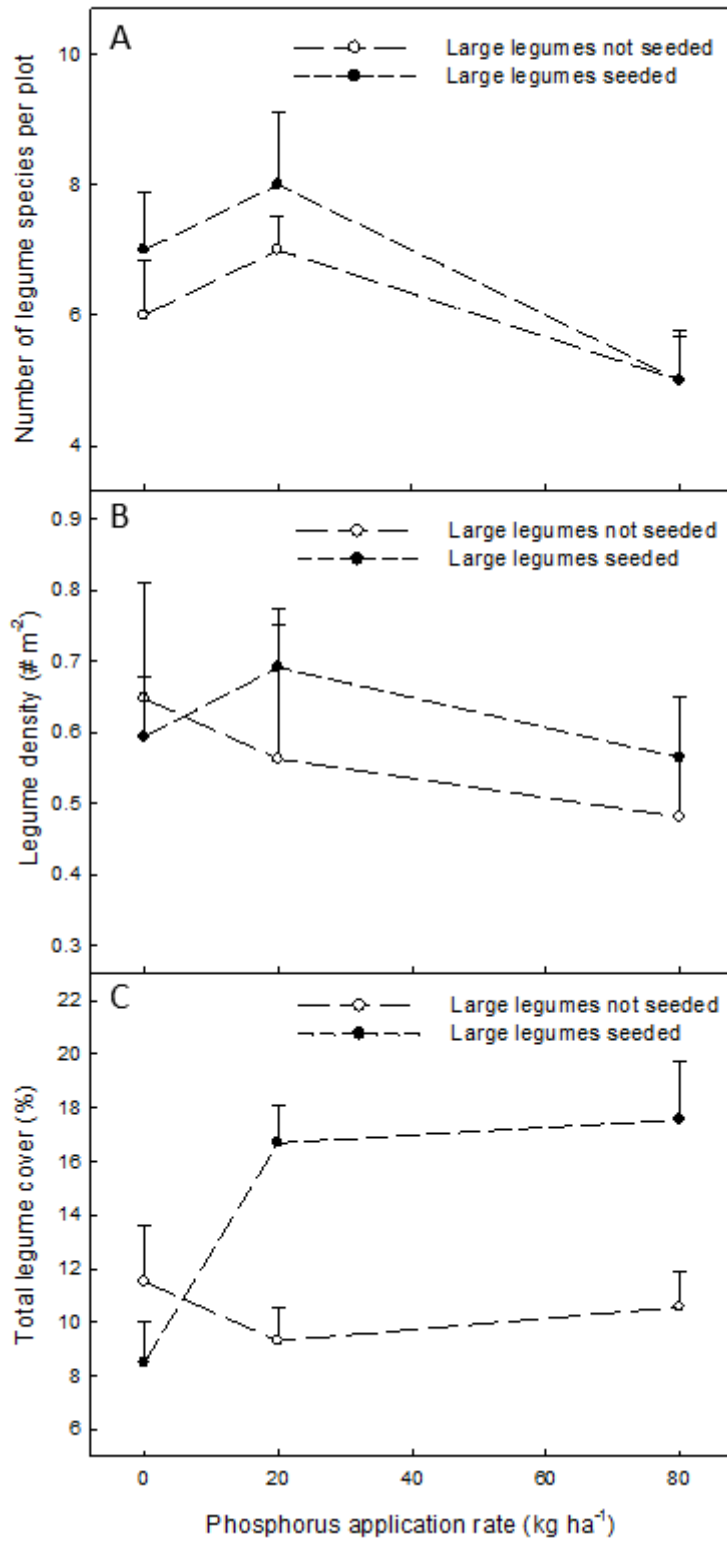 A
Large legumes not seeded
Large legumes seeded
Number of legume species per plot
10
8
6
4
B
Large legumes not seeded
Large legumes seeded
Legume density (# m-2)
0.9
0.8
0.7
0.6
0.5
0.4
0.3
C
Large legumes not seeded
Large legumes seeded
Total legume cover (%)
22
20
18
16
14
12
10
8
6
0 20 40 60 80
Phosphorus application rate (kg ha-1)